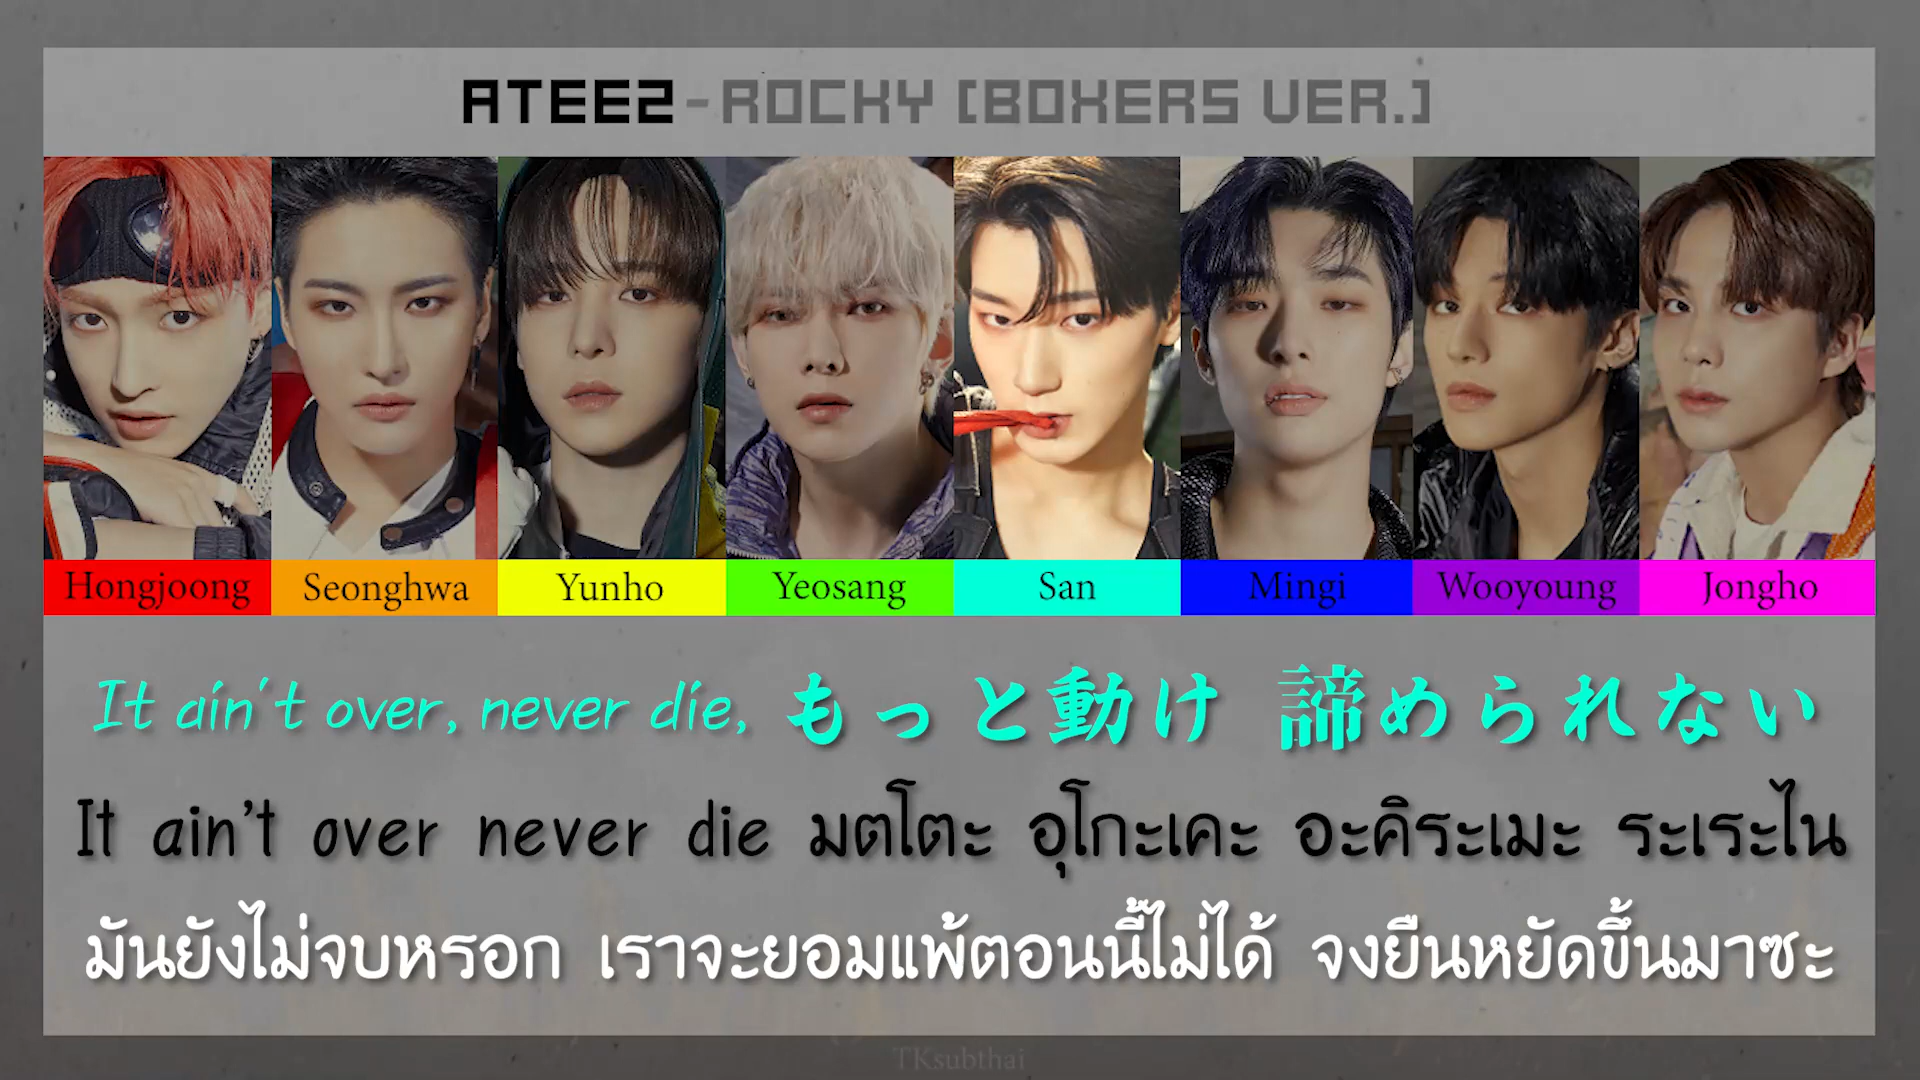 ATEEZ - ROCKY (BOXERS VER.)
Hongjoong Seonghwa Yunho Yeosang San Mingi Wooyoung Jongho
It ain't over, never die, もっと動け 諦められない
It ain't over never die มตโตะ อุโกะเคะ อะคิระเมะ ระเระไน
มันยังไม่จบหรอก เราจะยอมแพ้ตอนนี้ไม่ได้ จงยืนหยัดขึ้นมาซะ
TKsubthai